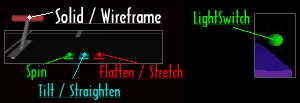 Solid / Wireframe
LightSwitch
Spin
Flatten / Stretch
Tilt / Straighten